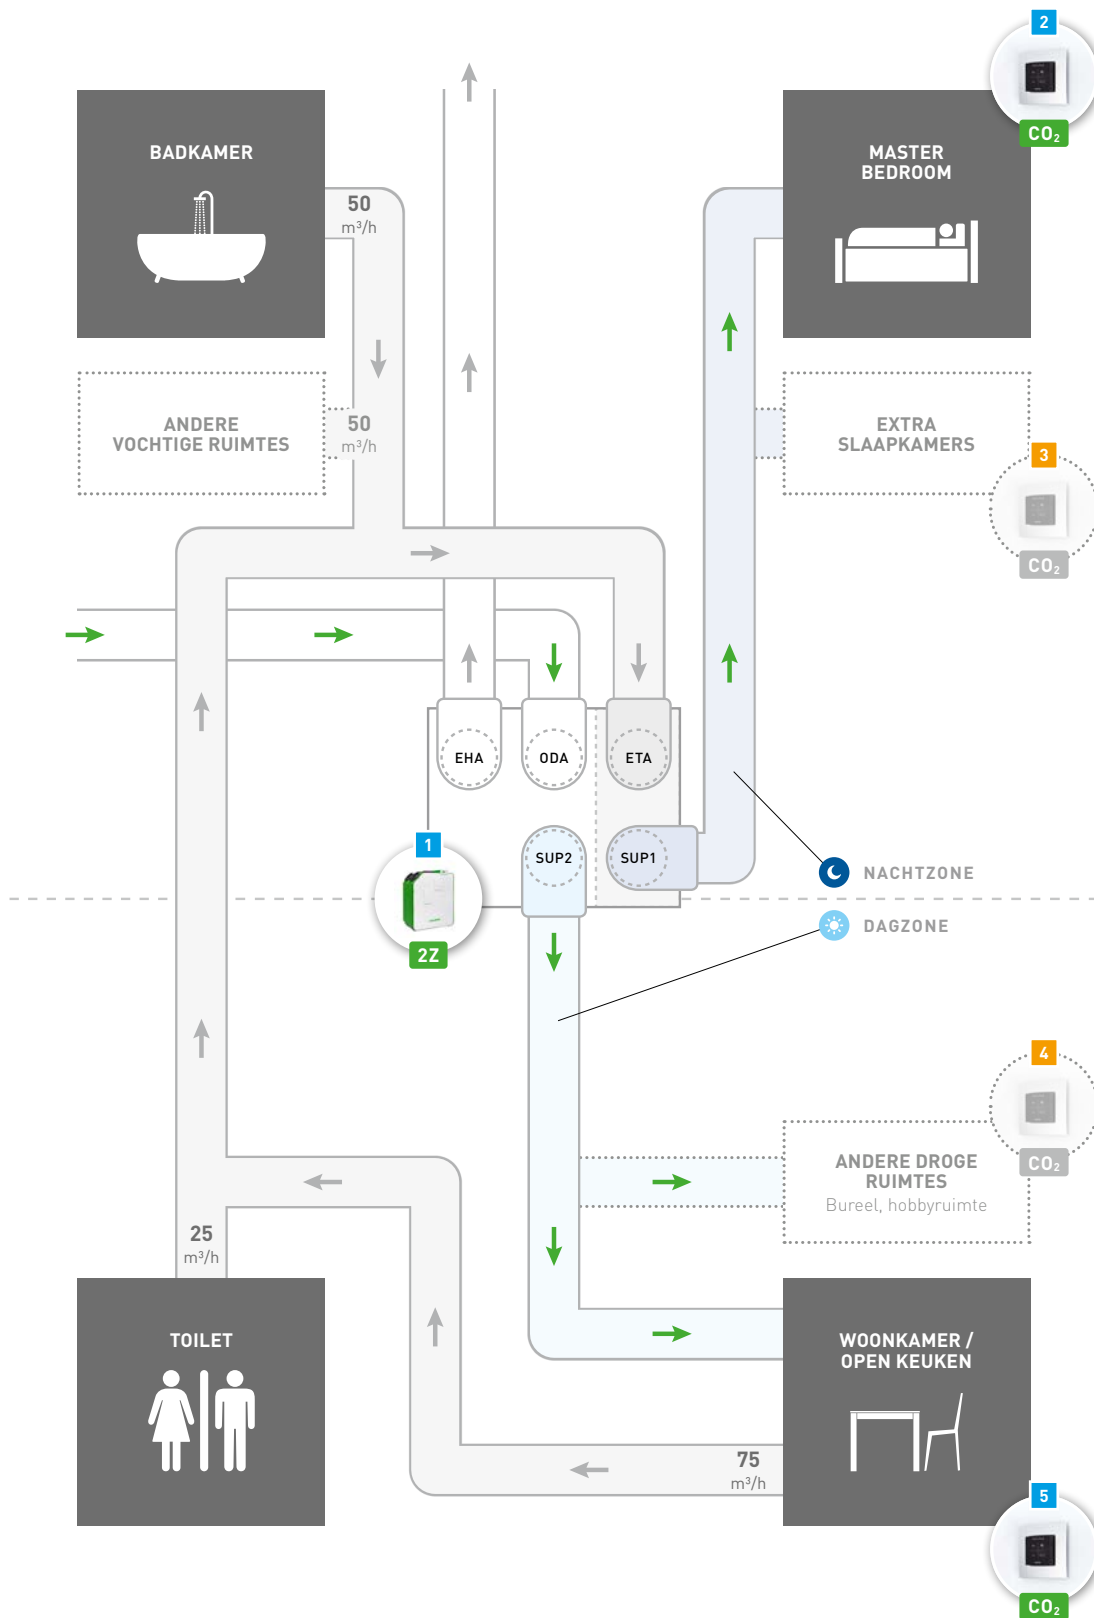 2
CO₂
BADKAMER
MASTER
BEDROOM
50
m³/h
ANDERE
VOCHTIGE RUIMTES
50
m³/h
EXTRA
SLAAPKAMERS
3
CO₂
EHA
ODA
ETA
1
SUP2
SUP1
2Z
NACHTZONE
DAGZONE
4
CO₂
ANDERE DROGE
RUIMTES
Bureel, hobbyruimte
25
m³/h
TOILET
WOONKAMER /
OPEN KEUKEN
75
m³/h
5
CO₂